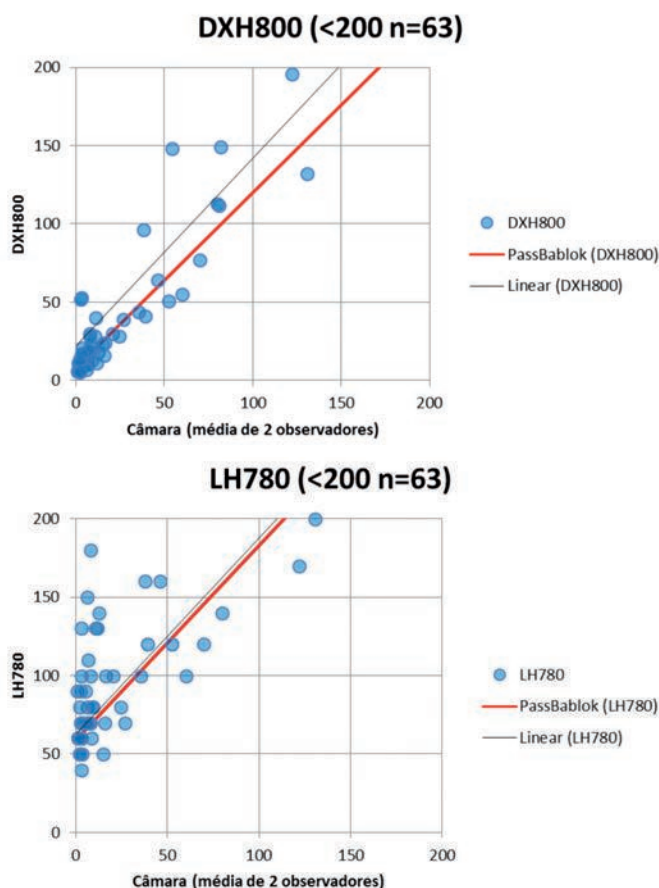 DXH800 (<200 n=63)
200
150
100
50
0
DXH800
0 50 100 150 200
Câmara (média de 2 observadores)
DXH800
PassBablok (DXH800)
Linear (DXH800)
LH780 (<200 n=63)
200
150
100
50
0
LH780
0 50 100 150 200
Câmara (média de 2 observadores)
LH780
PassBablok (LH780)
Linear (LH780)